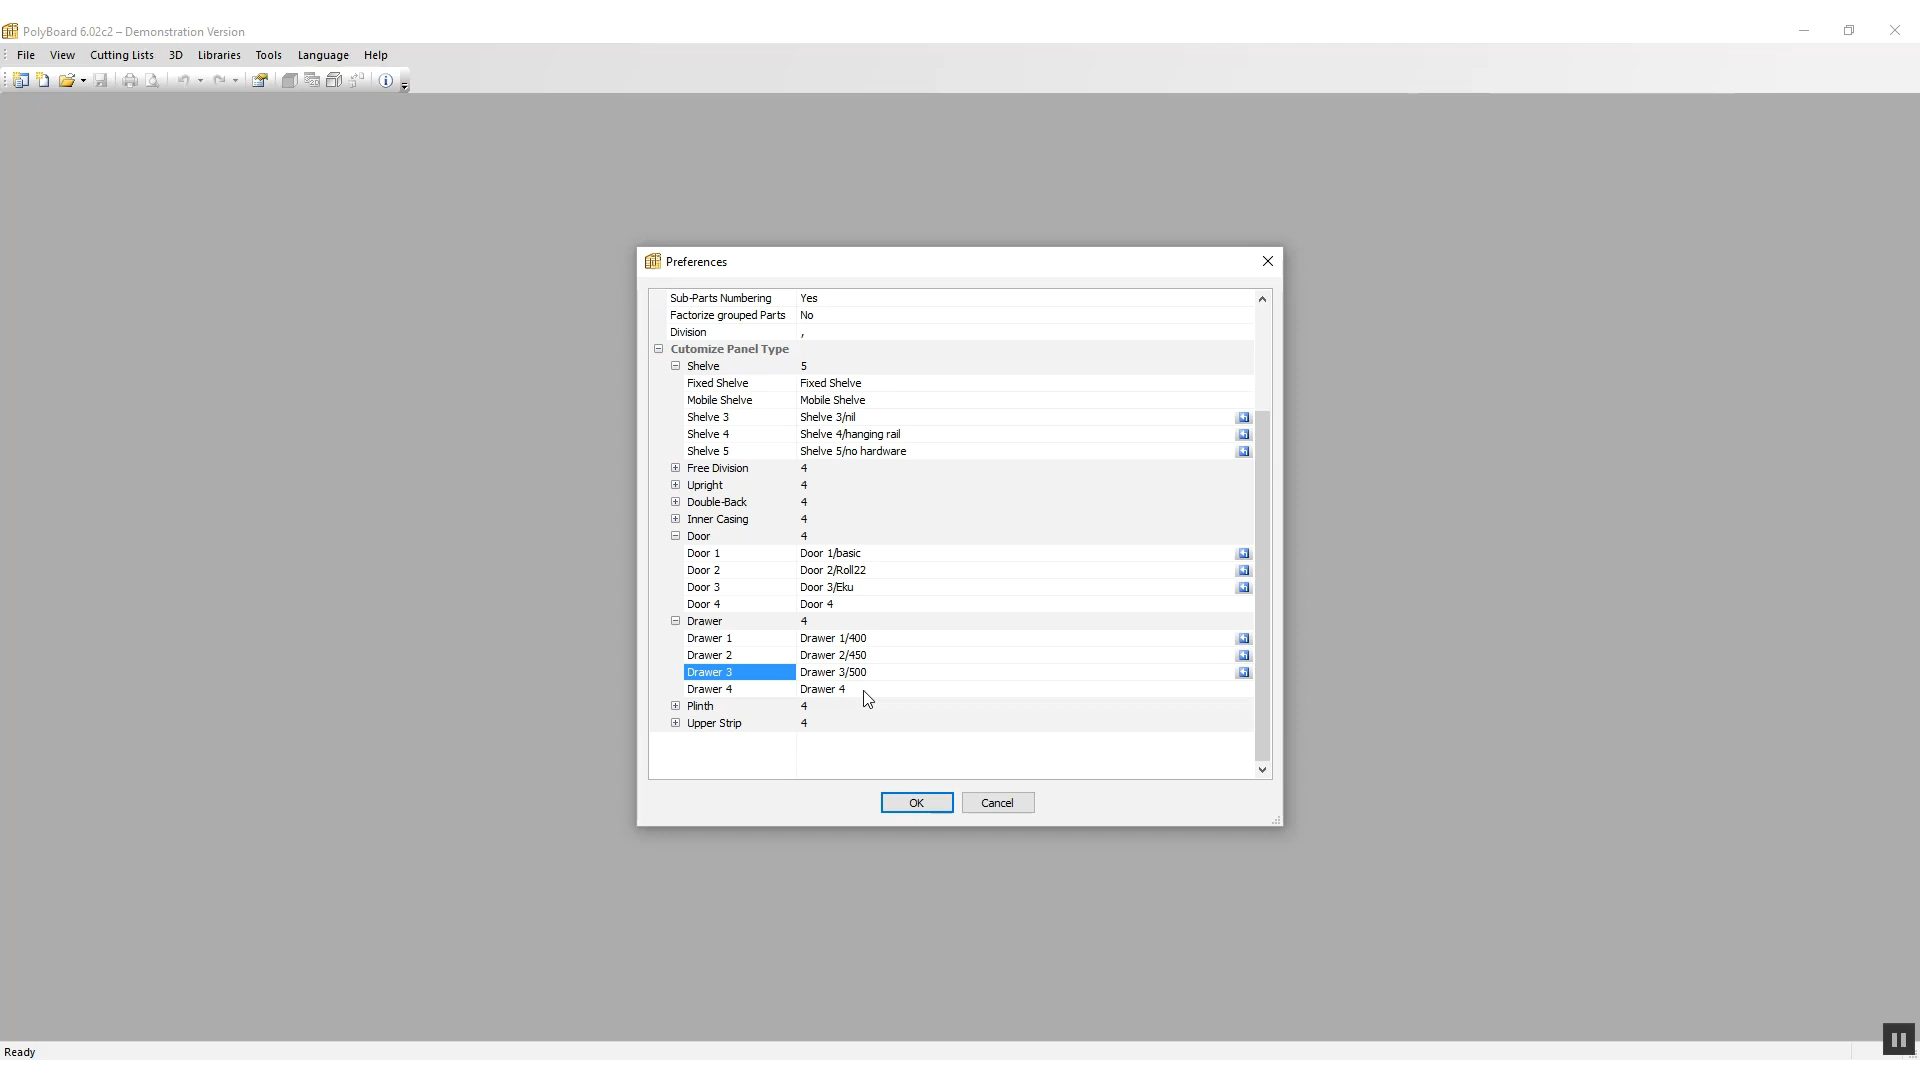 PolyBoard 6.02c2 – Demonstration Version
File View Cutting Lists 3D Libraries Tools Language Help
Preferences
Sub-Parts Numbering Yes
Factorize grouped Parts No
Division ,
Cutomize Panel Type
Shelve 5
Fixed Shelve Fixed Shelve
Mobile Shelve Mobile Shelve
Shelve 3 Shelve 3/nil
Shelve 4 Shelve 4/hanging rail
Shelve 5 Shelve 5/no hardware
Free Division 4
Upright 4
Double-Back 4
Inner Casing 4
Door 4
Door 1 Door 1/basic
Door 2 Door 2/Roll22
Door 3 Door 3/Eku
Door 4 Door 4
Drawer 4
Drawer 1 Drawer 1/400
Drawer 2 Drawer 2/450
Drawer 3 Drawer 3/500
Drawer 4 Drawer 4
Plinth 4
Upper Strip 4
OK Cancel
Ready